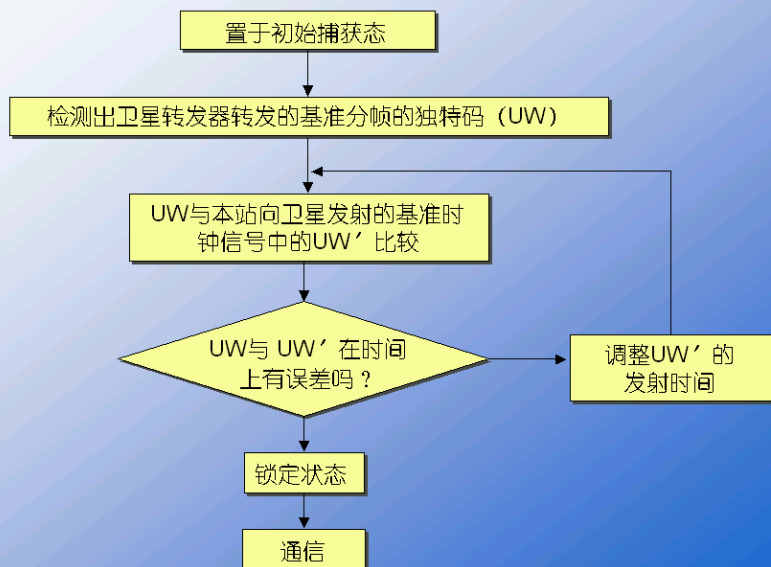 置于初始捕获态
检测出卫星转发器转发的基准分帧的独特码（UW）
UW与本站向卫星发射的基准时
钟信号中的UW′比较
UW与 UW′在时间
上有误差吗？
调整UW′的
发射时间
锁定状态
通信